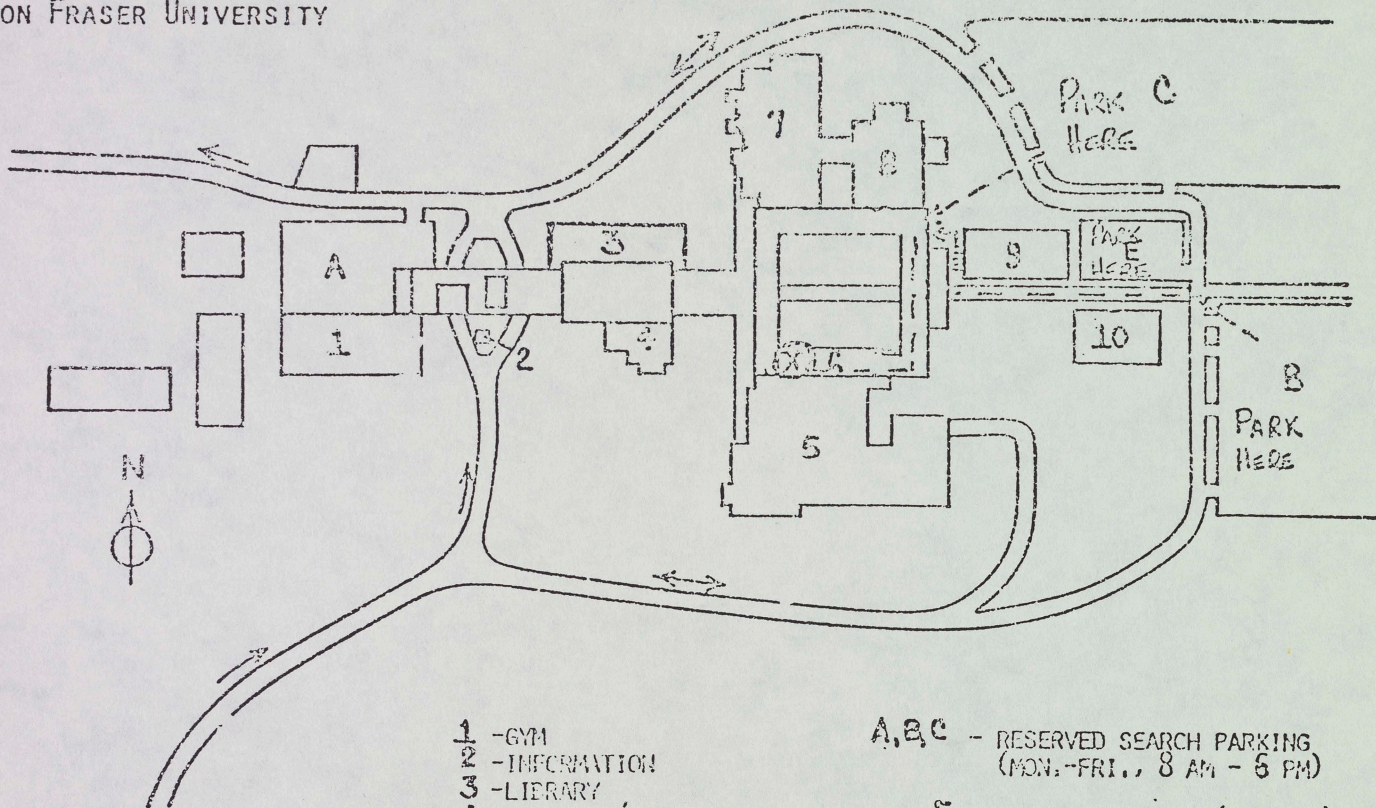 ON FRASER UNIVERSITY
PARK C
HERE
7
8
3
A
PARK
E
HERE
9
1
2
4
10
B
PARK
HERE
5
N
1 -GYM
2 -INFORMATION
3 -LIBRARY
A,B,C - RESERVED SEARCH PARKING
(MON.-FRI., 8 AM - 6 PM)